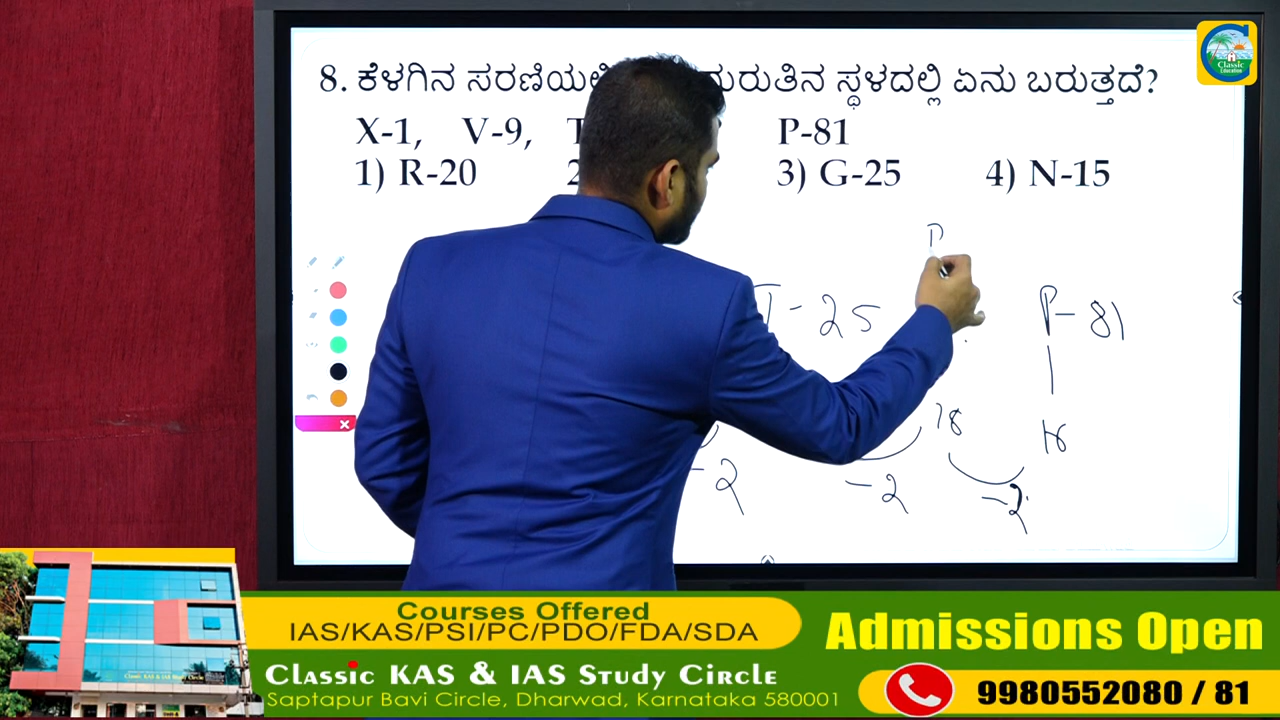 8. ಕೆಳಗಿನ ಸ್ಥಳದಲ್ಲಿ ಏನು ಬರುತ್ತದೆ?
X-1, V-9, P-81
1) R-20 3) G-25 4) N-15
T - 25 P- 81
18 16
-2 -2 -2
Classic
Education
Courses Offered
IAS/KAS/PSI/PC/PDO/FDA/SDA
Classic KAS & IAS Study Circle
Saptapur Bavi Circle, Dharwad, Karnataka 580001
Admissions Open
9980552080 / 81